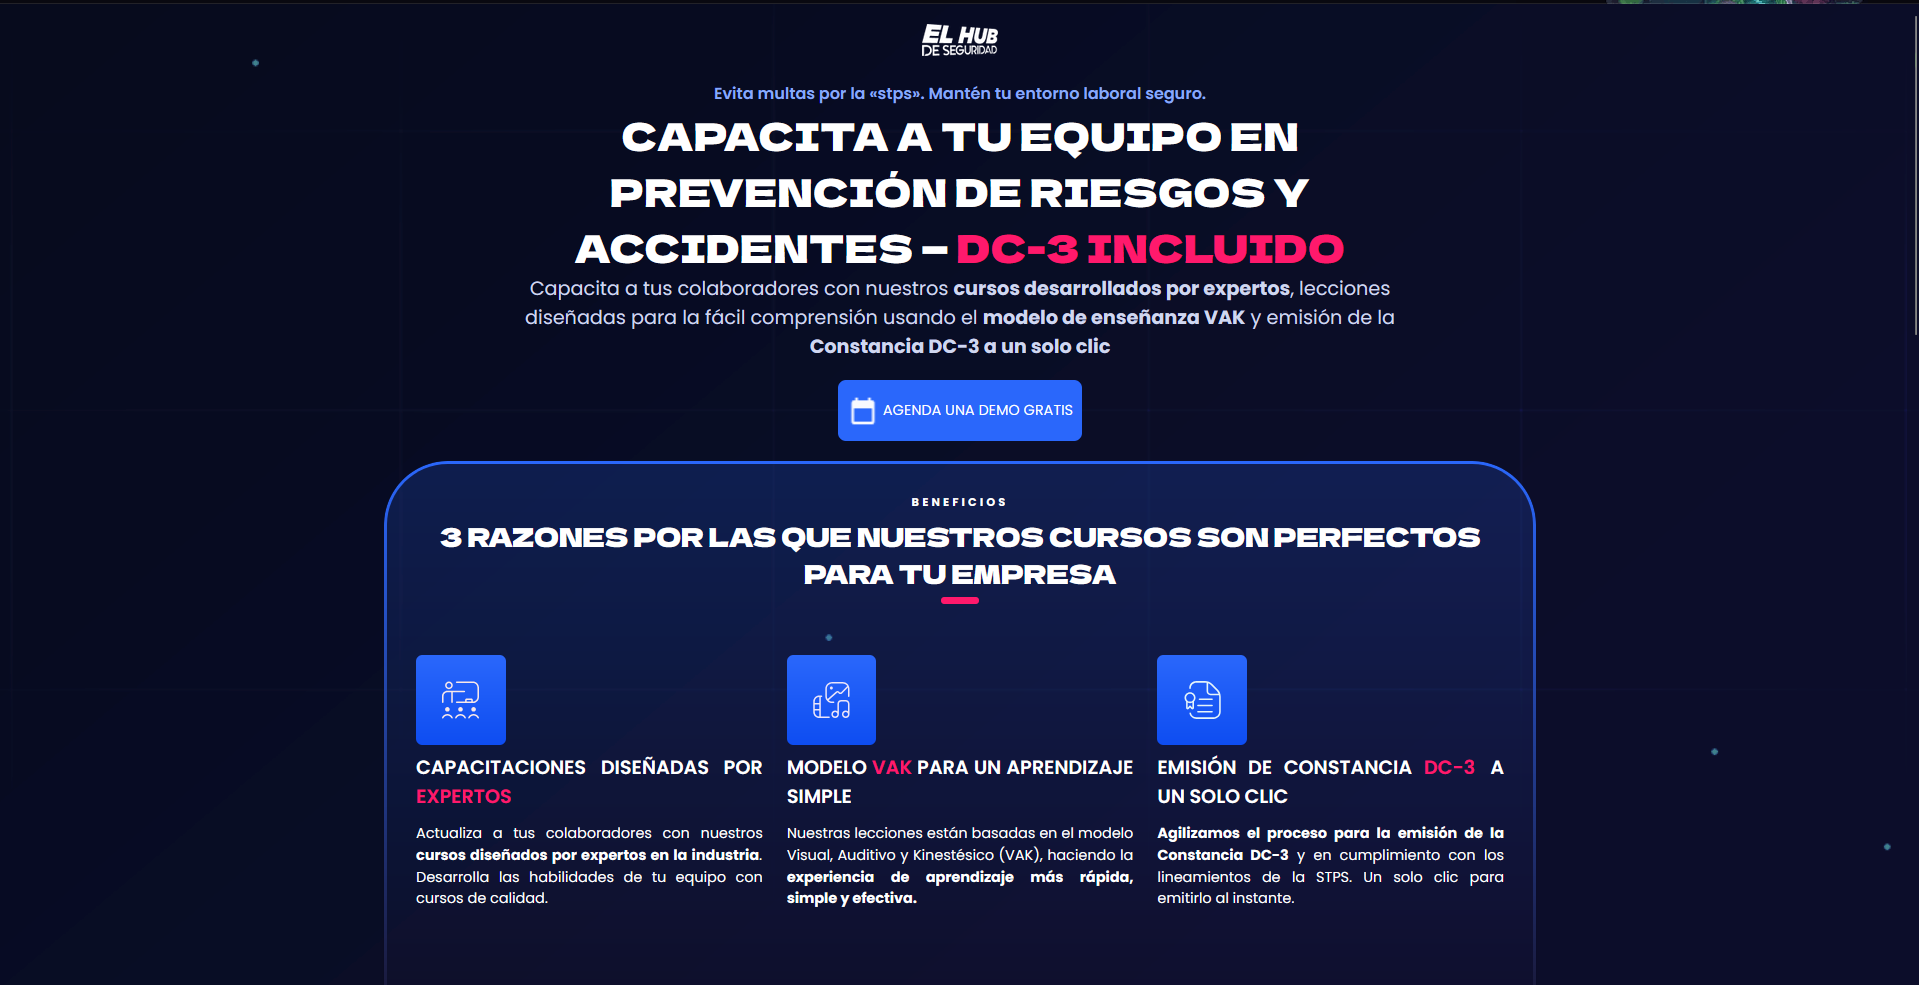 EL HUB
DE SEGURIDAD
Evita multas por la «stps». Mantén tu entorno laboral seguro.
CAPACITA A TU EQUIPO EN
PREVENCIÓN DE RIESGOS Y
ACCIDENTES – DC-3 INCLUIDO
Capacita a tus colaboradores con nuestros cursos desarrollados por expertos, lecciones
diseñadas para la fácil comprensión usando el modelo de enseñanza VAK y emisión de la
Constancia DC-3 a un solo clic
AGENDA UNA DEMO GRATIS
BENEFICIOS
3 RAZONES POR LAS QUE NUESTROS CURSOS SON PERFECTOS
PARA TU EMPRESA
CAPACITACIONES DISEÑADAS POR
EXPERTOS
Actualiza a tus colaboradores con nuestros
cursos diseñados por expertos en la industria.
Desarrolla las habilidades de tu equipo con
cursos de calidad.
MODELO VAK PARA UN APRENDIZAJE
SIMPLE
Nuestras lecciones están basadas en el modelo
Visual, Auditivo y Kinestésico (VAK), haciendo la
experiencia de aprendizaje más rápida,
simple y efectiva.
EMISIÓN DE CONSTANCIA DC-3 A
UN SOLO CLIC
Agilizamos el proceso para la emisión de la
Constancia DC-3 y en cumplimiento con los
lineamientos de la STPS. Un solo clic para
emitirlo al instante.